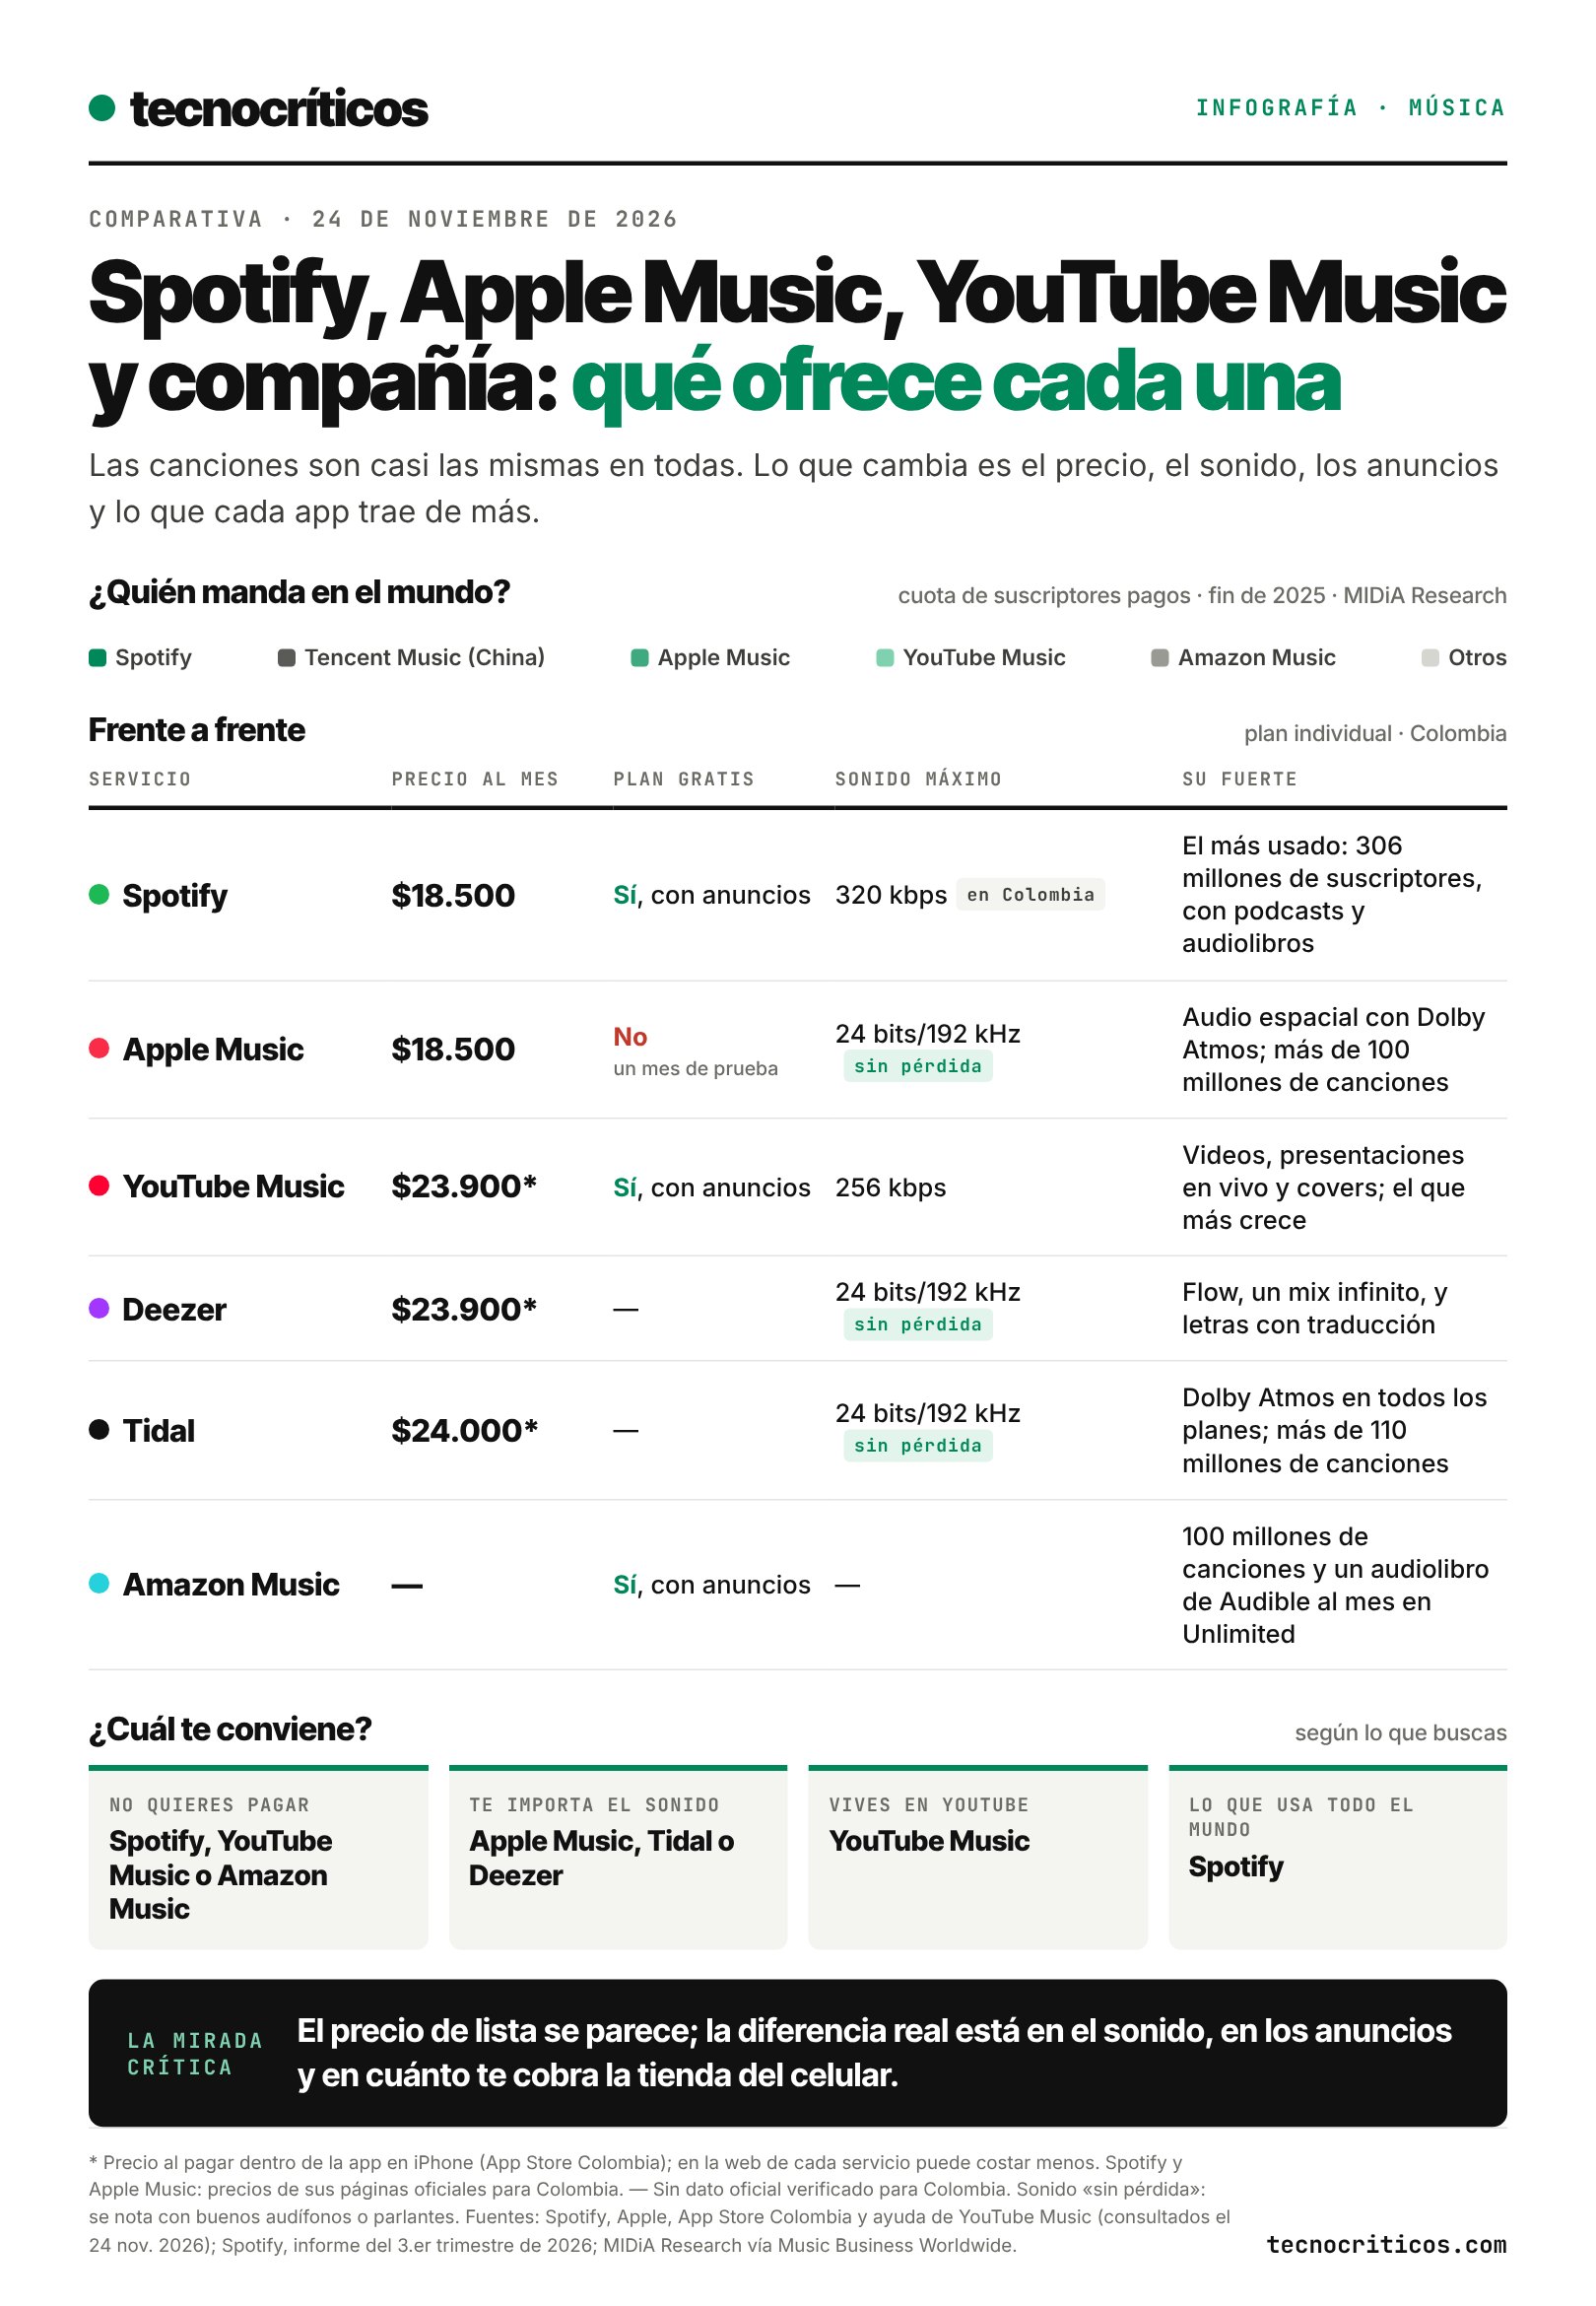 tecnocríticos
INFOGRAFÍA · MÚSICA
COMPARATIVA · 24 DE NOVIEMBRE DE 2026
Spotify, Apple Music, YouTube Music
y compañía: qué ofrece cada una
Las canciones son casi las mismas en todas. Lo que cambia es el precio, el sonido, los anuncios
y lo que cada app trae de más.
¿Quién manda en el mundo?
cuota de suscriptores pagos · fin de 2025 · MIDiA Research
Spotify
Tencent Music (China)
Apple Music
YouTube Music
Amazon Music
Otros
Frente a frente
plan individual · Colombia
SERVICIO
PRECIO AL MES
PLAN GRATIS
SONIDO MÁXIMO
SU FUERTE
Spotify
$18.500
Sí, con anuncios
320 kbps en Colombia
El más usado: 306
millones de suscriptores,
con podcasts y
audiolibros
Apple Music
$18.500
No
un mes de prueba
24 bits/192 kHz
sin pérdida
Audio espacial con Dolby
Atmos; más de 100
millones de canciones
YouTube Music
$23.900*
Sí, con anuncios
256 kbps
Videos, presentaciones
en vivo y covers; el que
más crece
Deezer
$23.900*
—
24 bits/192 kHz
sin pérdida
Flow, un mix infinito, y
letras con traducción
Tidal
$24.000*
—
24 bits/192 kHz
sin pérdida
Dolby Atmos en todos los
planes; más de 110
millones de canciones
Amazon Music
—
Sí, con anuncios
—
100 millones de
canciones y un audiolibro
de Audible al mes en
Unlimited
¿Cuál te conviene?
según lo que buscas
NO QUIERES PAGAR
Spotify, YouTube
Music o Amazon
Music
TE IMPORTA EL SONIDO
Apple Music, Tidal o
Deezer
VIVES EN YOUTUBE
YouTube Music
LO QUE USA TODO EL
MUNDO
Spotify
LA MIRADA
CRÍTICA
El precio de lista se parece; la diferencia real está en el sonido, en los anuncios
y en cuánto te cobra la tienda del celular.
* Precio al pagar dentro de la app en iPhone (App Store Colombia); en la web de cada servicio puede costar menos. Spotify y
Apple Music: precios de sus páginas oficiales para Colombia. — Sin dato oficial verificado para Colombia. Sonido «sin pérdida»:
se nota con buenos audífonos o parlantes. Fuentes: Spotify, Apple, App Store Colombia y ayuda de YouTube Music (consultados el
24 nov. 2026); Spotify, informe del 3.er trimestre de 2026; MIDiA Research vía Music Business Worldwide.
tecnocriticos.com